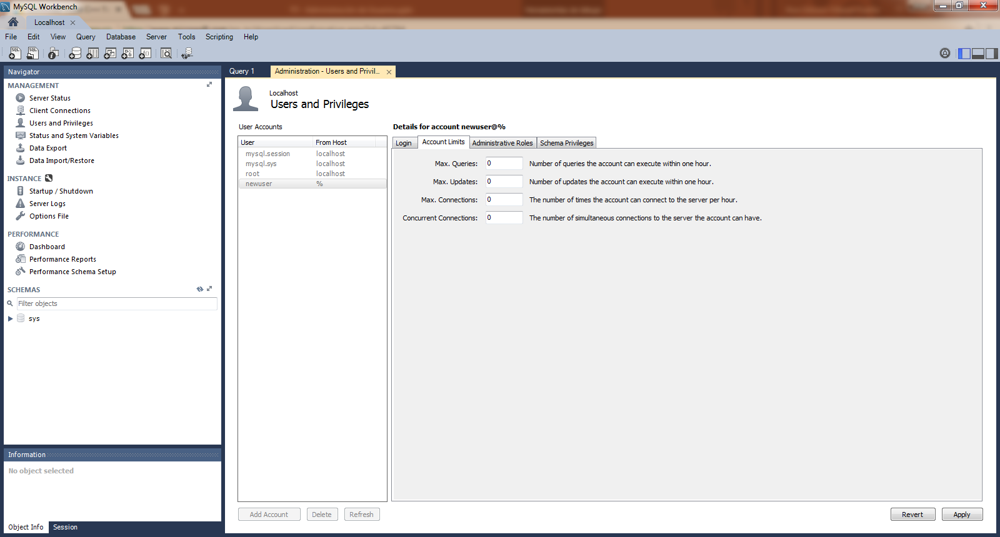 MySQL Workbench
Localhost
File Edit View Query Database Server Tools Scripting Help
Navigator
MANAGEMENT
Server Status
Client Connections
Users and Privileges
Status and System Variables
Data Export
Data Import/Restore
INSTANCE
Startup / Shutdown
Server Logs
Options File
PERFORMANCE
Dashboard
Performance Reports
Performance Schema Setup
SCHEMAS
Filter objects
sys
Information
No object selected
Object Info Session
Query 1 Administration - Users and Privil...
Localhost
Users and Privileges
User Accounts
User From Host
mysql.session localhost
mysql.sys localhost
root localhost
newuser %
Add Account Delete Refresh
Details for account newuser@%
Login Account Limits Administrative Roles Schema Privileges
Max. Queries: 0 Number of queries the account can execute within one hour.
Max. Updates: 0 Number of updates the account can execute within one hour.
Max. Connections: 0 The number of times the account can connect to the server per hour.
Concurrent Connections: 0 The number of simultaneous connections to the server the account can have.
Revert Apply